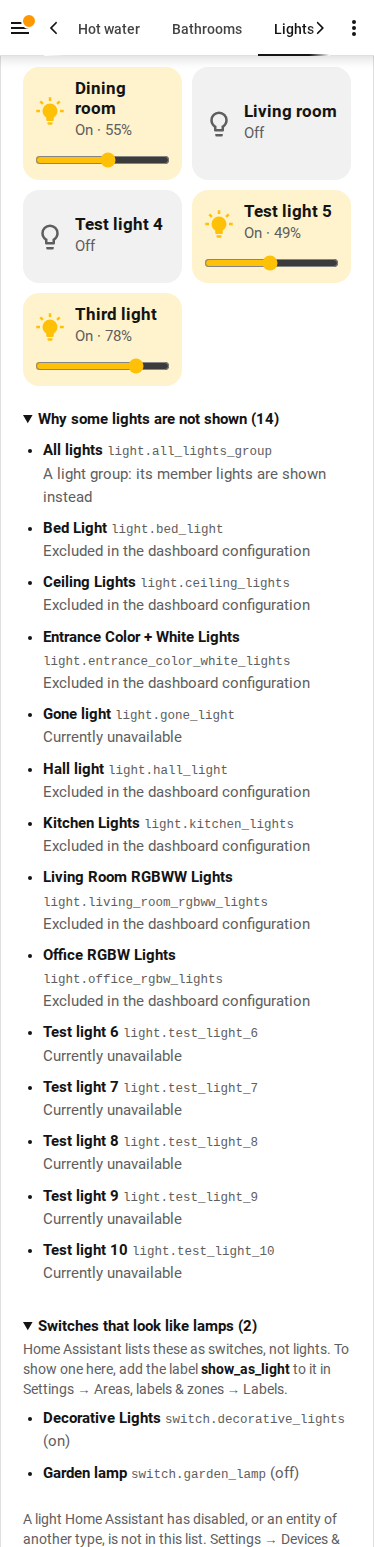 Hot water Bathrooms Lights
Dining
room
On · 55%
Living room
Off
Test light 4
Off
Test light 5
On · 49%
Third light
On · 78%
Why some lights are not shown (14)
All lights light.all_lights_group
A light group: its member lights are shown
instead
Bed Light light.bed_light
Excluded in the dashboard configuration
Ceiling Lights light.ceiling_lights
Excluded in the dashboard configuration
Entrance Color + White Lights
light.entrance_color_white_lights
Excluded in the dashboard configuration
Gone light light.gone_light
Currently unavailable
Hall light light.hall_light
Excluded in the dashboard configuration
Kitchen Lights light.kitchen_lights
Excluded in the dashboard configuration
Living Room RGBWW Lights
light.living_room_rgbww_lights
Excluded in the dashboard configuration
Office RGBW Lights
light.office_rgbw_lights
Excluded in the dashboard configuration
Test light 6 light.test_light_6
Currently unavailable
Test light 7 light.test_light_7
Currently unavailable
Test light 8 light.test_light_8
Currently unavailable
Test light 9 light.test_light_9
Currently unavailable
Test light 10 light.test_light_10
Currently unavailable
Switches that look like lamps (2)
Home Assistant lists these as switches, not lights. To
show one here, add the label show_as_light to it in
Settings → Areas, labels & zones → Labels.
Decorative Lights switch.decorative_lights
(on)
Garden lamp switch.garden_lamp (off)
A light Home Assistant has disabled, or an entity of
another type, is not in this list. Settings → Devices &